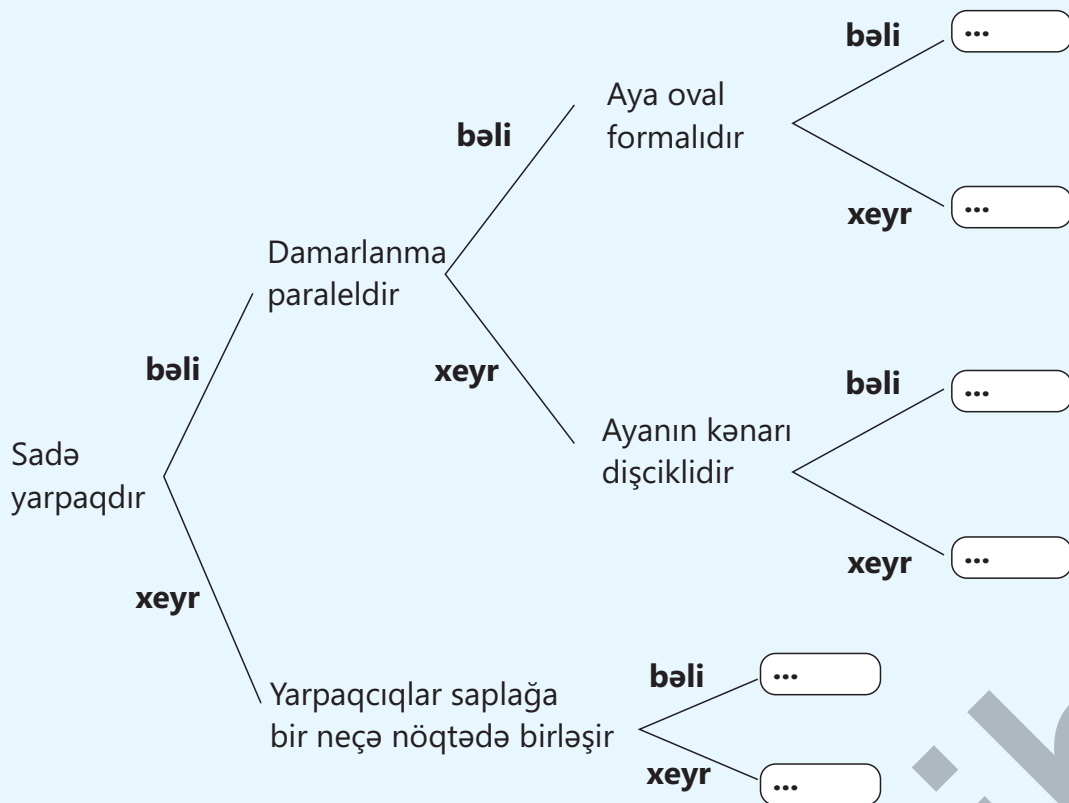 bəli
...
Aya oval
formalıdır
bəli
xeyr
...
Damarlanma
paraleldir
bəli
xeyr
bəli
...
Ayanın kənarı
dişciklidir
Sadə
yarpaqdır
xeyr
...
xeyr
bəli
...
Yarpaqcıqlar saplağa
bir neçə nöqtədə birləşir
xeyr
...